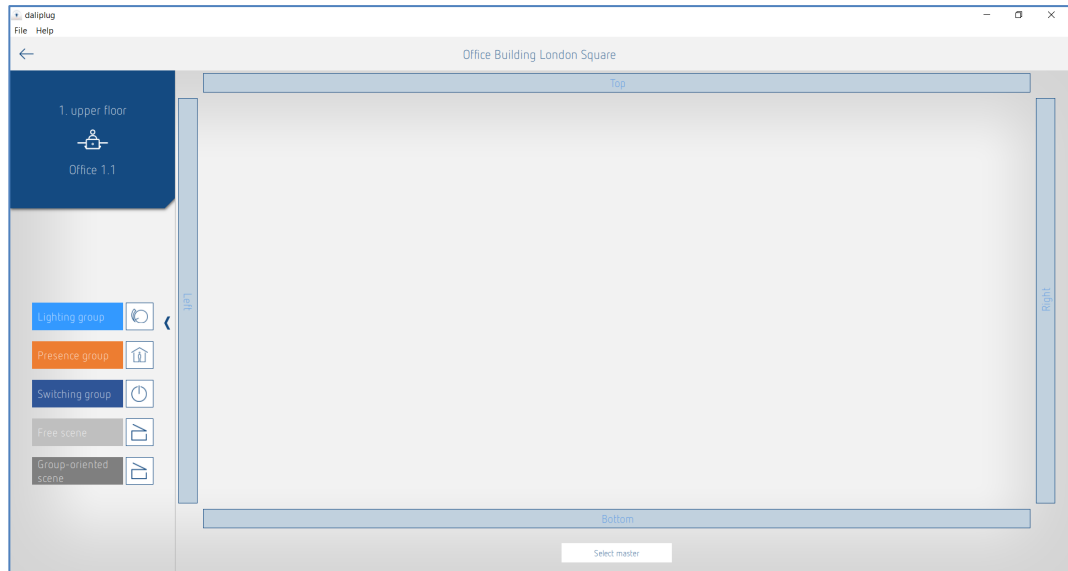 daliplug
File Help
Office Building London Square
1. upper floor
Office 1.1
Top
Left
Right
Lighting group
Presence group
Switching group
Free scene
Group-oriented
scene
Bottom
Select master